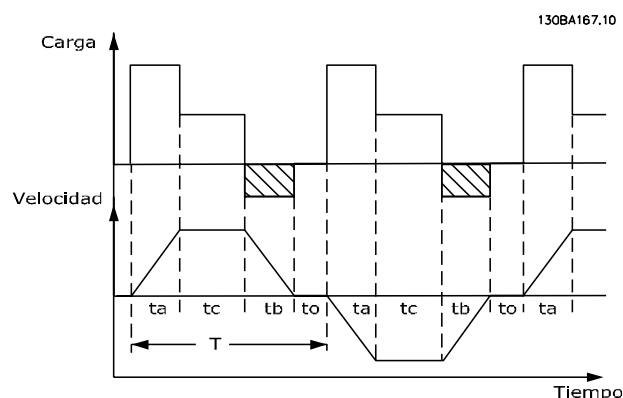 130BA167.10
Carga
Velocidad
ta tc tb to ta tc tb to ta
T
Tiempo